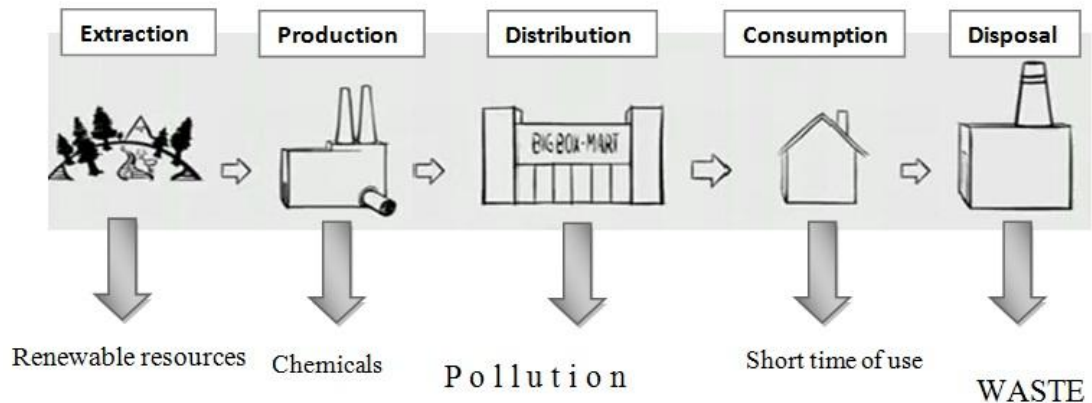 Extraction
Production
Distribution
Consumption
Disposal
BIG BOX-MART
Renewable resources
Chemicals
Pollution
Short time of use
WASTE